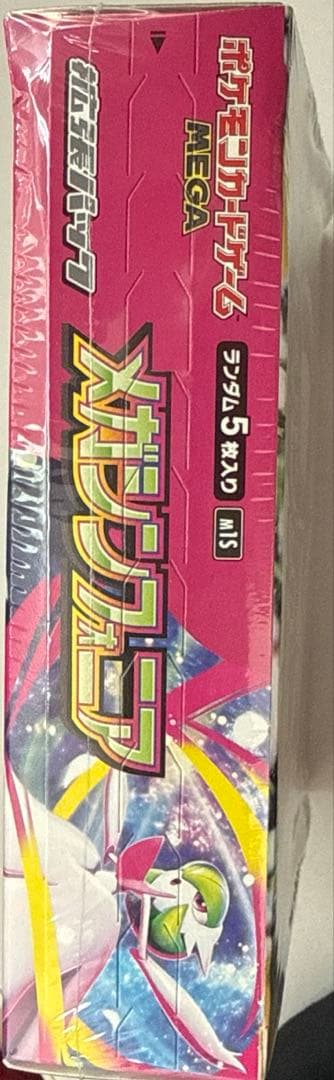 ポケモンカードゲーム
MEGA
拡張パック
ランダム5枚入り
m1S
メガシンフォニア